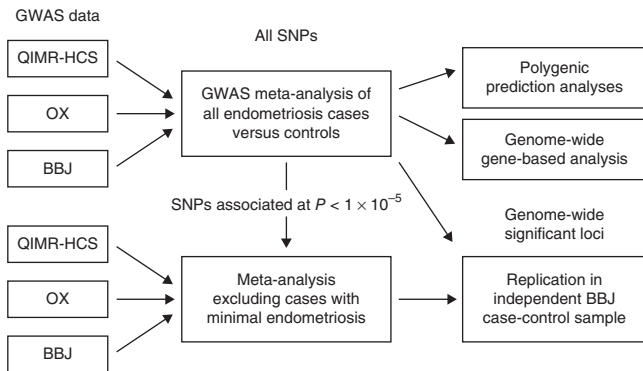 GWAS data
QIMR-HCS
OX
BBJ
All SNPs
GWAS meta-analysis of
all endometriosis cases
versus controls
Polygenic
prediction analyses
Genome-wide
gene-based analysis
SNPs associated at P < 1 × 10⁻⁵
Genome-wide
significant loci
QIMR-HCS
OX
BBJ
Meta-analysis
excluding cases with
minimal endometriosis
Replication in
independent BBJ
case-control sample